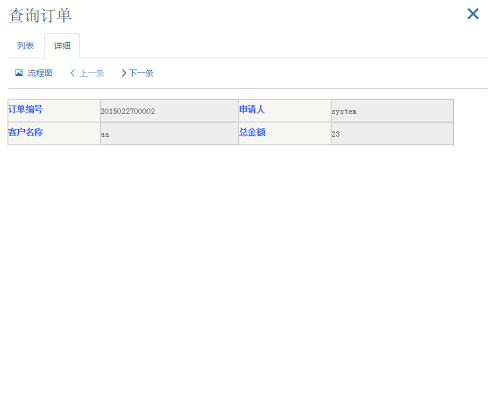 查询订单
列表 详细
流程图 上一条 下一条
订单编号 2015022700002 申请人 system
客户名称 aa 总金额 23